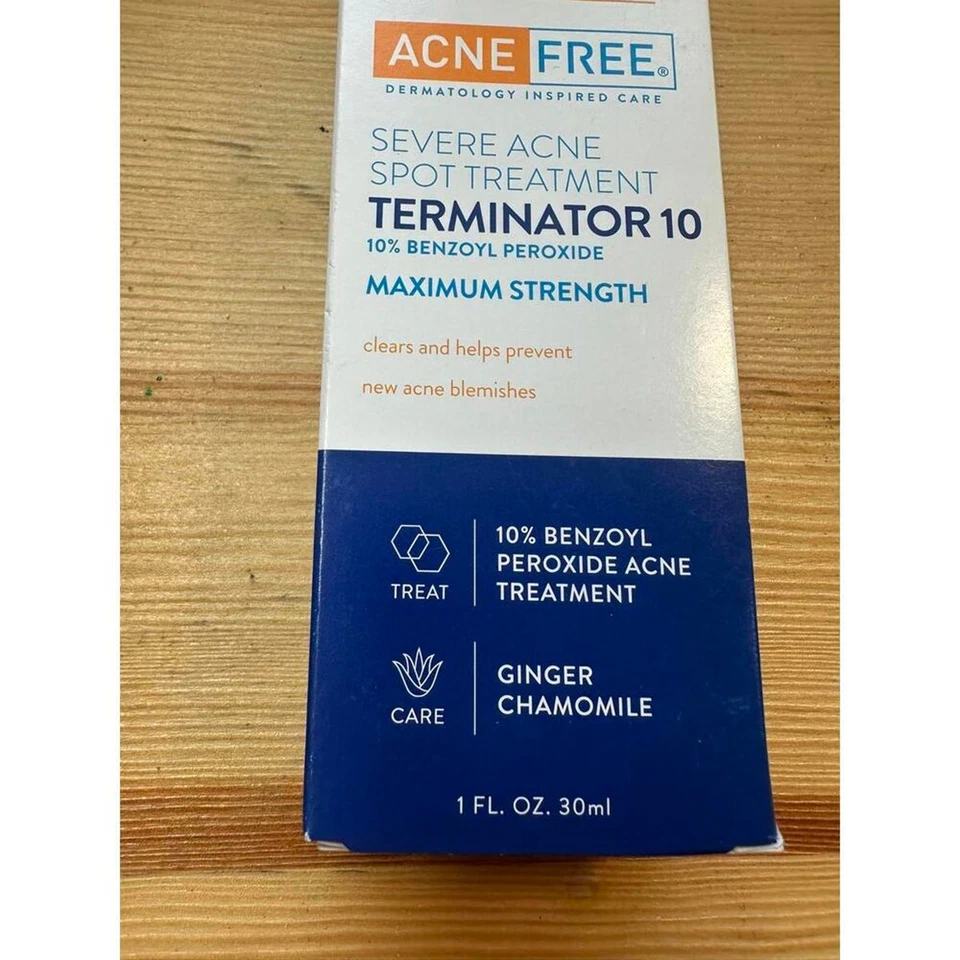 ACNE FREE®
DERMATOLOGY INSPIRED CARE
SEVERE ACNE
SPOT TREATMENT
TERMINATOR 10
10% BENZOYL PEROXIDE
MAXIMUM STRENGTH
clears and helps prevent
new acne blemishes
TREAT
10% BENZOYL
PEROXIDE ACNE
TREATMENT
CARE
GINGER
CHAMOMILE
1 FL. OZ. 30ml